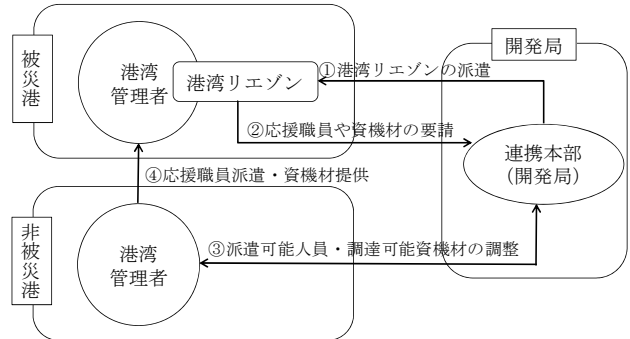 被災港
港湾
管理者
港湾リエゾン
①港湾リエゾンの派遣
開発局
②応援職員や資機材の要請
連携本部
(開発局)
④応援職員派遣・資機材提供
非被災港
港湾
管理者
③派遣可能人員・調達可能資機材の調整